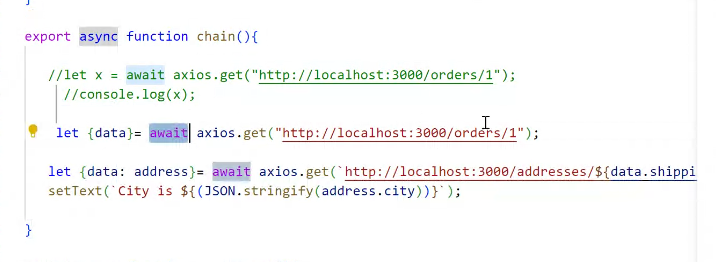 }
export async function chain(){
//let x = await axios.get("http://localhost:3000/orders/1");
//console.log(x);
let {data}= await axios.get("http://localhost:3000/orders/1");
let {data: address}= await axios.get(`http://localhost:3000/addresses/${data.shippi
setText(`City is ${(JSON.stringify(address.city))}`);
}